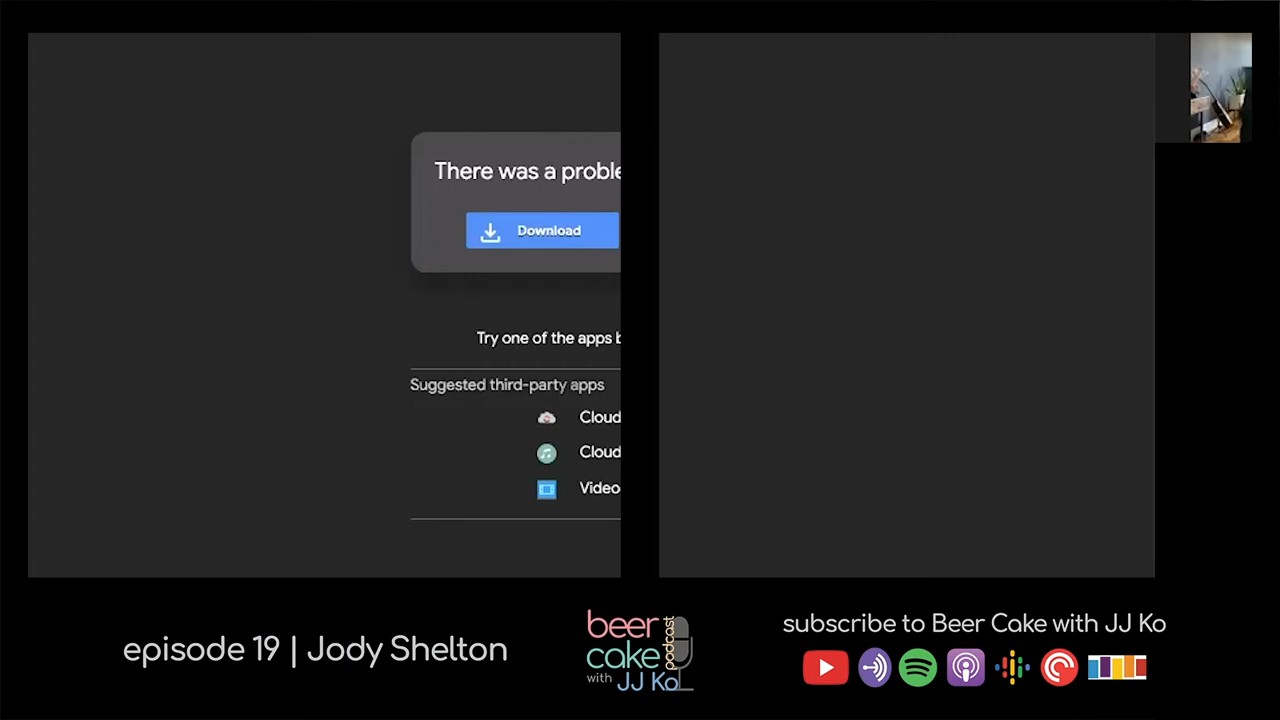 There was a proble
Download
Try one of the apps b
Suggested third-party apps
Cloud
Cloud
Video
episode 19 | Jody Shelton
beer
cake
podcast
with JJ Ko
subscribe to Beer Cake with JJ Ko